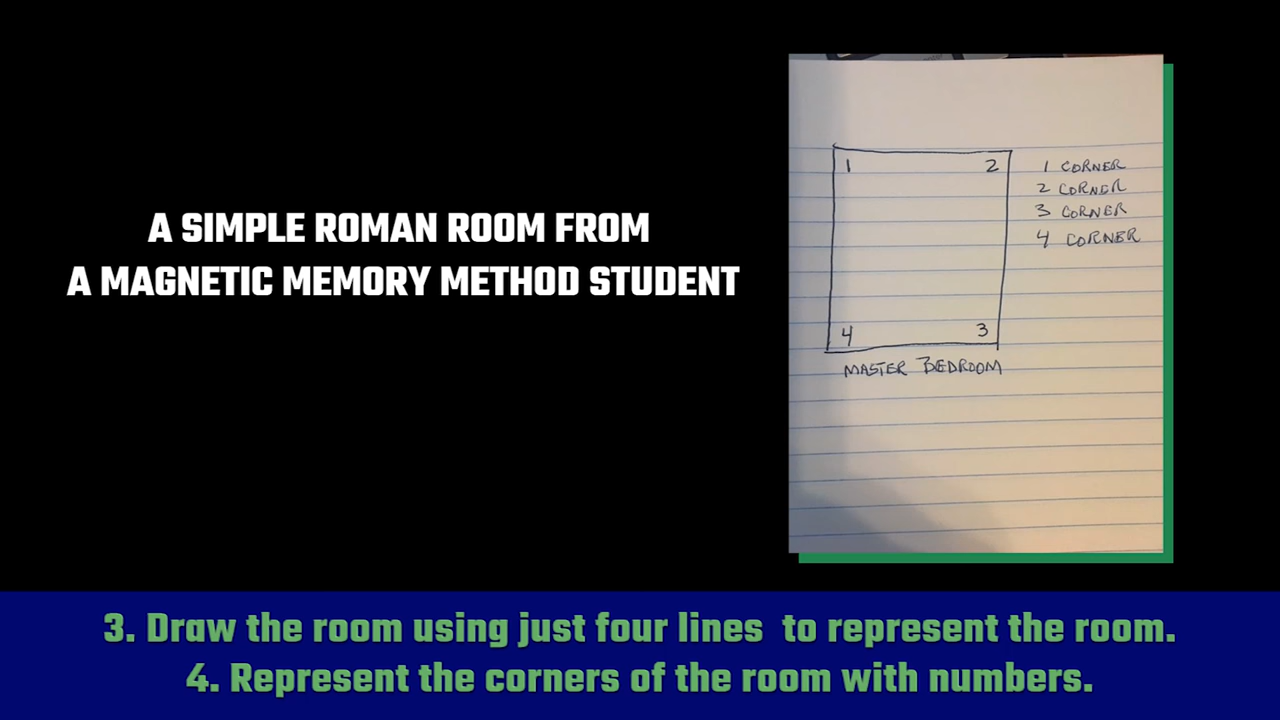 A SIMPLE ROMAN ROOM FROM
A MAGNETIC MEMORY METHOD STUDENT
1 2
4 3
MASTER BEDROOM
1 CORNER
2 CORNER
3 CORNER
4 CORNER
3. Draw the room using just four lines to represent the room.
4. Represent the corners of the room with numbers.